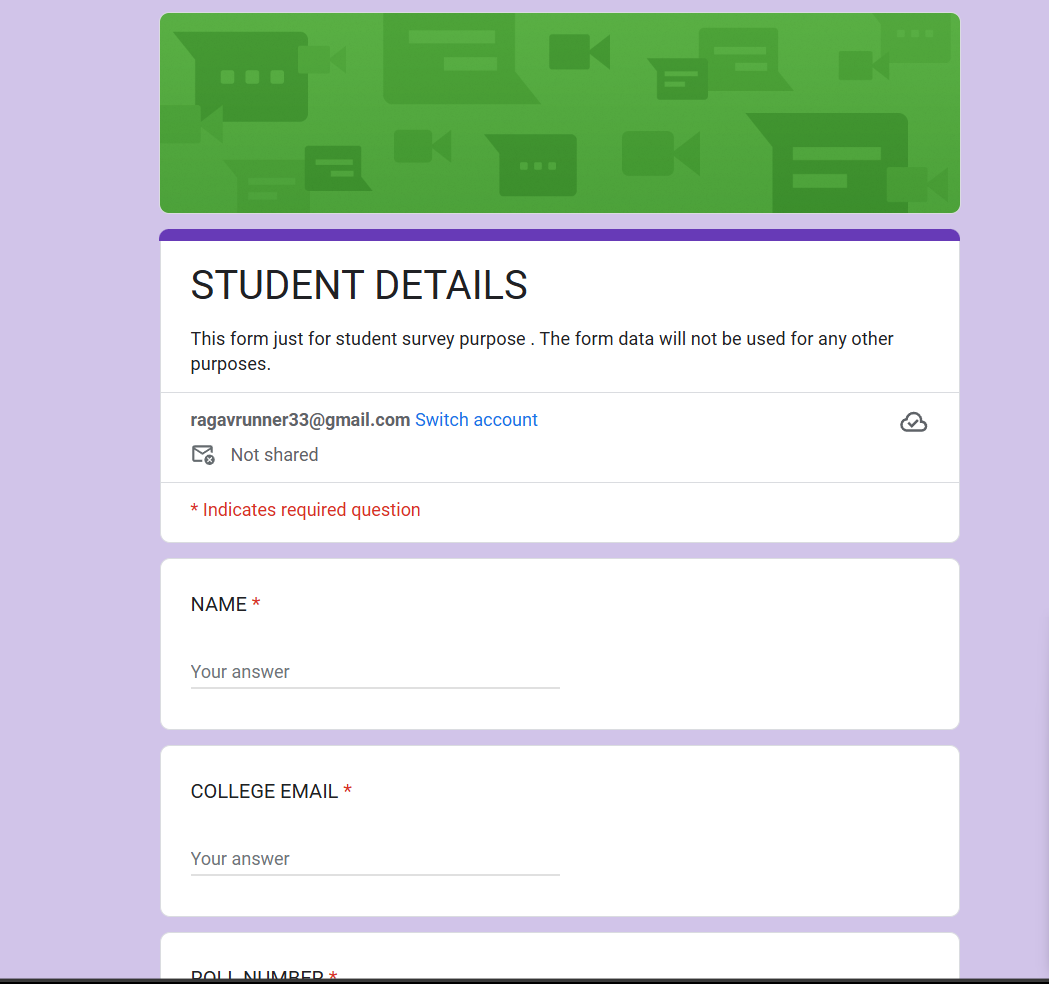 STUDENT DETAILS
This form just for student survey purpose . The form data will not be used for any other
purposes.
ragavrunner33@gmail.com Switch account
Not shared
* Indicates required question
NAME *
Your answer
COLLEGE EMAIL *
Your answer
ROLL NUMBER *